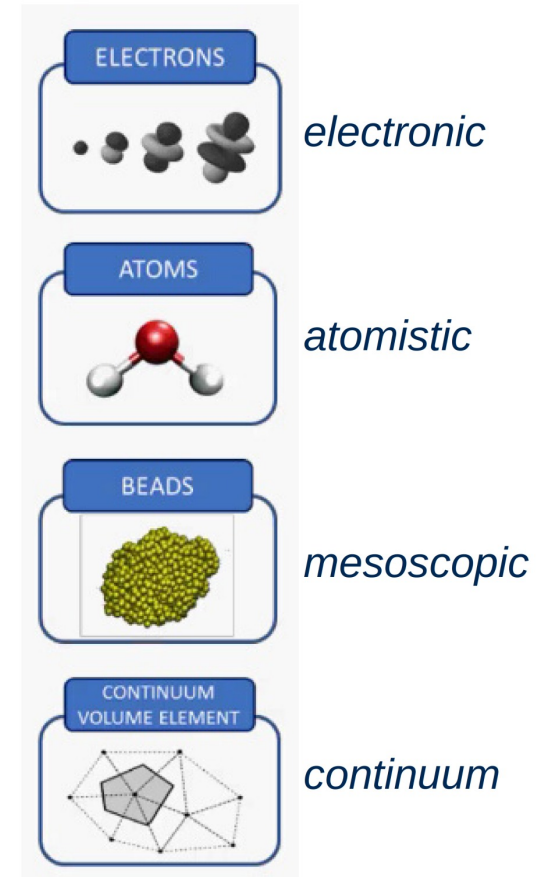 ELECTRONS
electronic
ATOMS
atomistic
BEADS
mesoscopic
CONTINUUM
VOLUME ELEMENT
continuum